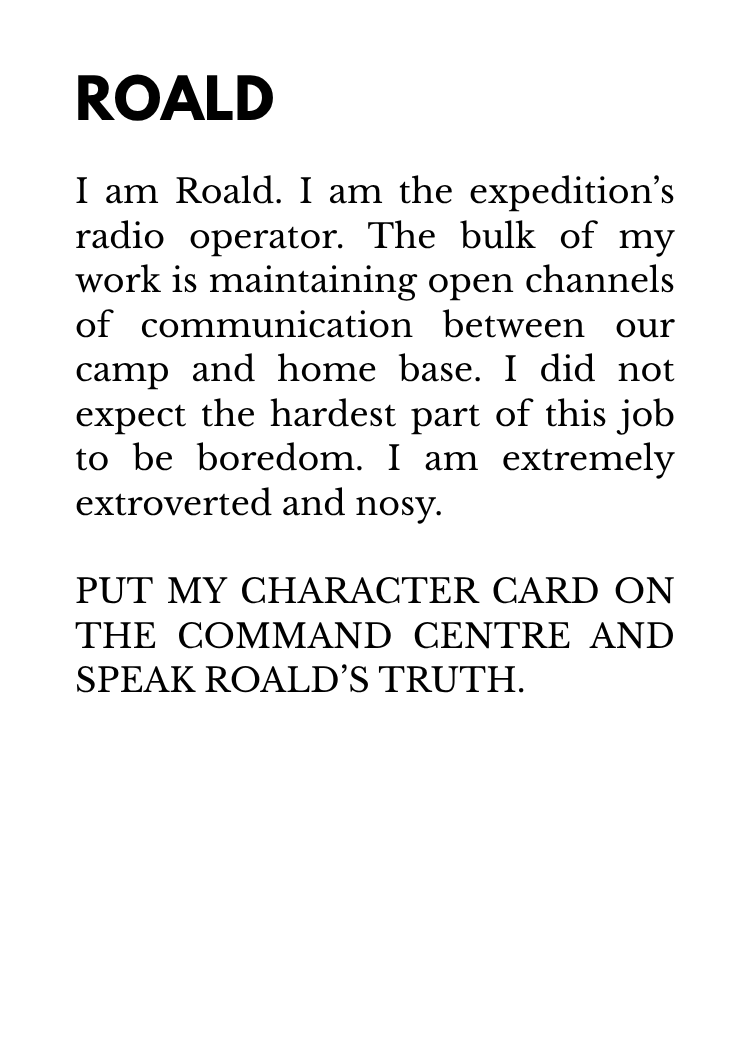 ROALD
I am Roald. I am the expedition’s
radio operator. The bulk of my
work is maintaining open channels
of communication between our
camp and home base. I did not
expect the hardest part of this job
to be boredom. I am extremely
extroverted and nosy.
PUT MY CHARACTER CARD ON
THE COMMAND CENTRE AND
SPEAK ROALD’S TRUTH.